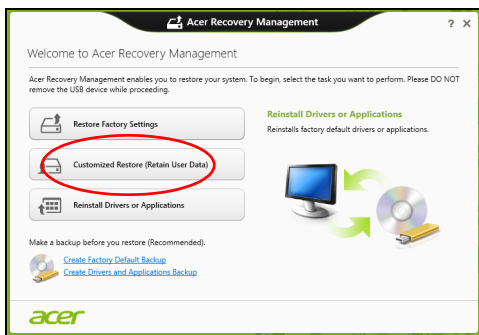 Acer Recovery Management
? X
Welcome to Acer Recovery Management
Acer Recovery Management enables you to restore your system. To begin, select the task you want to perform. Please DO NOT
remove the USB device while proceeding.
Restore Factory Settings
Customized Restore (Retain User Data)
Reinstall Drivers or Applications
Reinstall Drivers or Applications
Reinstalls factory default drivers or applications.
Make a backup before you restore (Recommended).
Create Factory Default Backup
Create Drivers and Applications Backup
acer